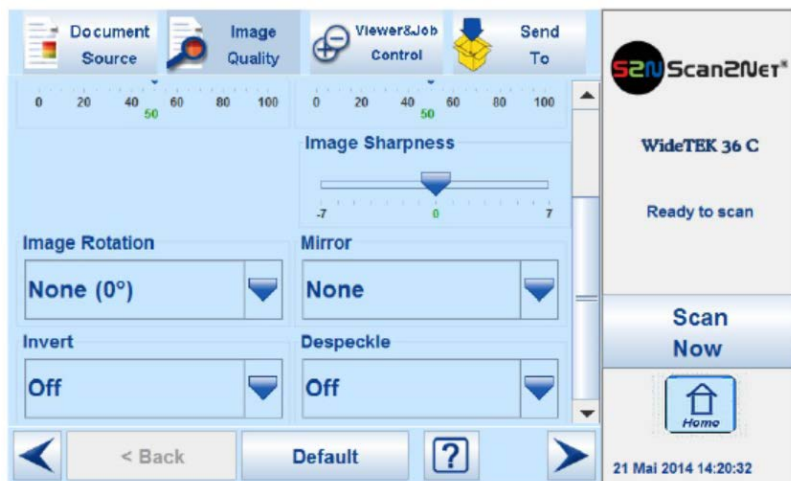 Document
Source
Image
Quality
Viewer&Job
Control
Send
To
0 20 40 60 80 100
50
0 20 40 60 80 100
50
Image Sharpness
-7 0 7
Image Rotation
None (0°)
Mirror
None
Invert
Off
Despeckle
Off
< Back
Default
?
S2N Scan2Net®
WideTEK 36 C
Ready to scan
Scan
Now
Home
21 Mai 2014 14:20:32